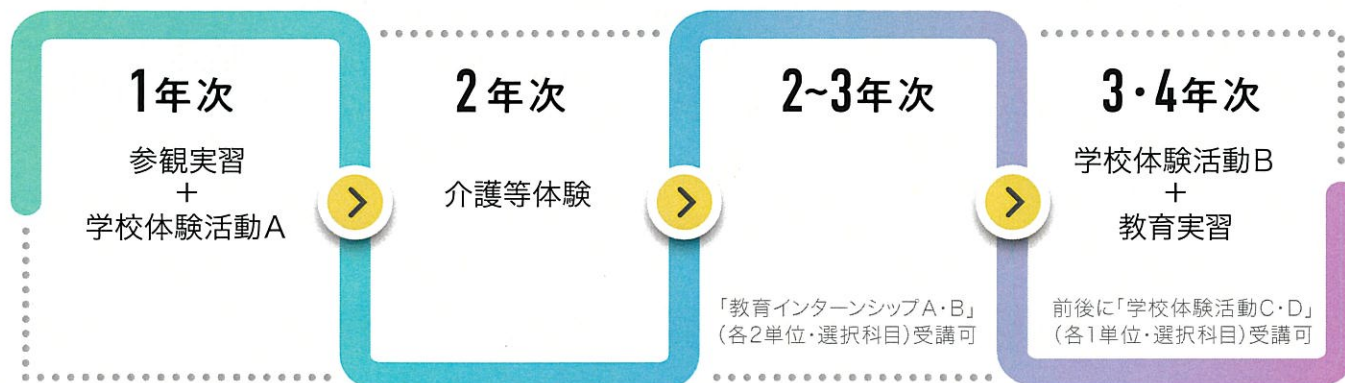 1年次
参観実習
+
学校体験活動A
2年次
介護等体験
2~3年次
「教育インターンシップA・B」
(各2単位・選択科目)受講可
3・4年次
学校体験活動B
+
教育実習
前後に「学校体験活動C・D」
(各1単位・選択科目)受講可